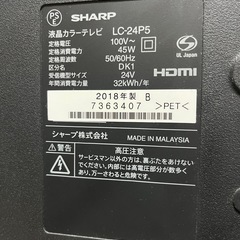 PS
E
SHARP
液晶カラーテレビ LC-24P5
定格電圧 100V~
定格消費電力 45W
定格周波数 50/60Hz
区分名 DK1
受信機型サイズ 24V
年間消費電力量 32kWh/年
UL Japan
HDMI
2018年製 B
7363407
>PET<
シャープ株式会社 MADE IN MALAYSIA
高圧注意
サービスマン以外の方は、裏ぶたをあけないで
ください。内部には電圧の高い部分が数多く
あり、万一さわると危険です。